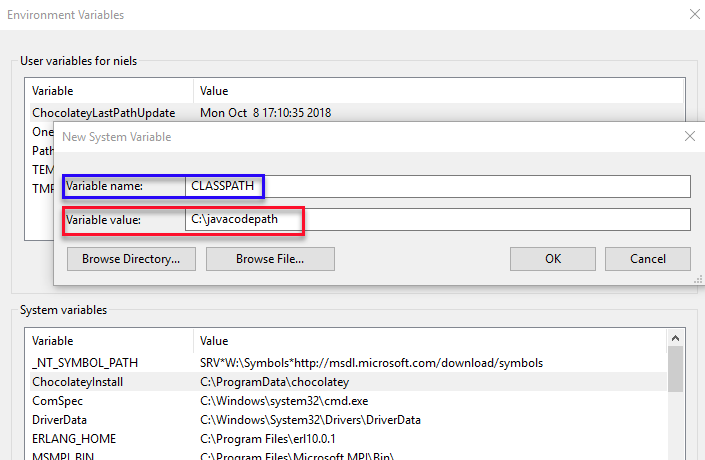 Environment Variables
User variables for niels
Variable Value
ChocolateyLastPathUpdate Mon Oct 8 17:10:35 2018
One
Path
TEM
TMP
New System Variable
Variable name: CLASSPATH
Variable value: C:\javacodepath
Browse Directory... Browse File... OK Cancel
System variables
Variable Value
_NT_SYMBOL_PATH SRV*W:\Symbols*http://msdl.microsoft.com/download/symbols
ChocolateyInstall C:\ProgramData\chocolatey
ComSpec C:\Windows\system32\cmd.exe
DriverData C:\Windows\System32\Drivers\DriverData
ERLANG_HOME C:\Program Files\erl10.0.1
MSMPI_BIN C:\Program Files\Microsoft MPI\Bin\